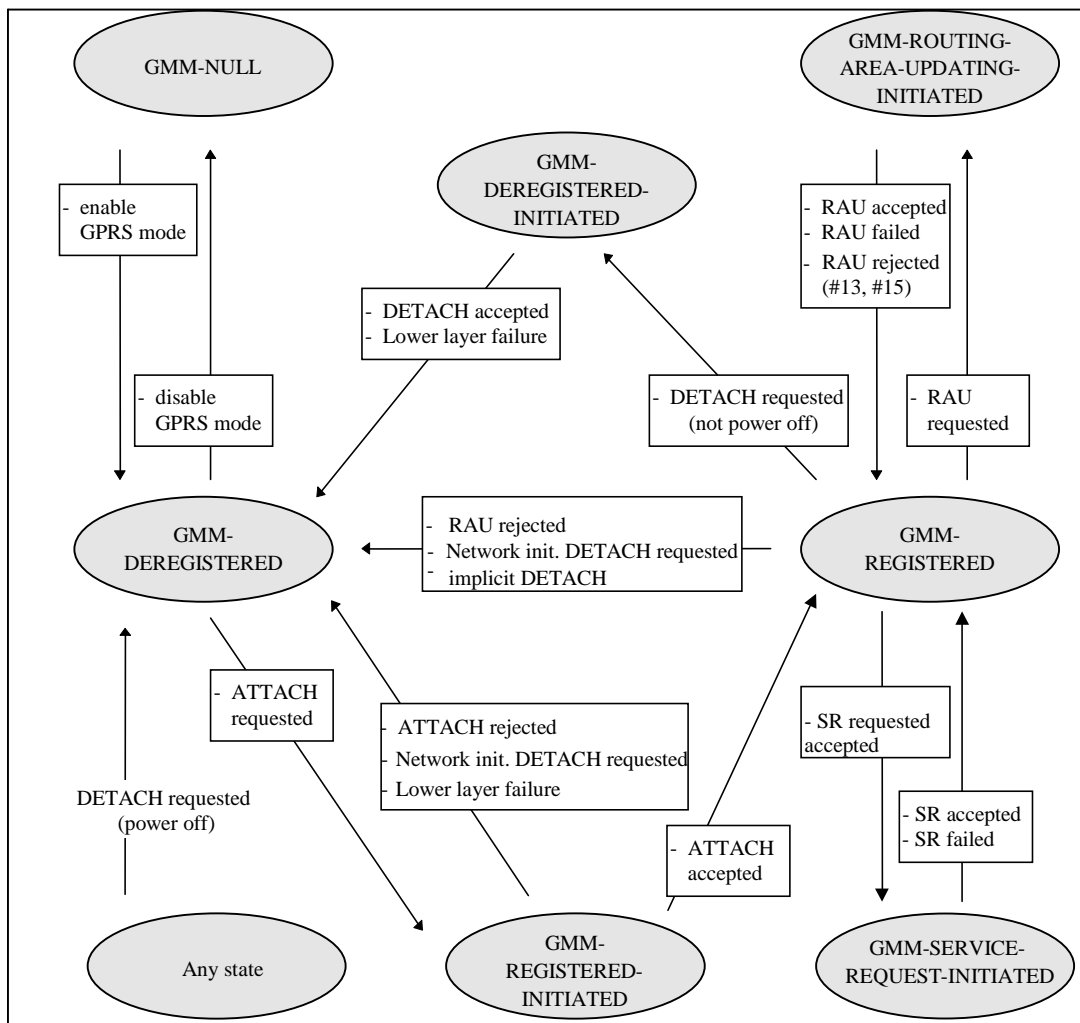 GMM-NULL
GMM-ROUTING-
AREA-UPDATING-
INITIATED
GMM-
DEREGISTERED-
INITIATED
- enable
GPRS mode
- RAU accepted
- RAU failed
- RAU rejected
(#13, #15)
- DETACH accepted
- Lower layer failure
- disable
GPRS mode
- DETACH requested
(not power off)
- RAU
requested
GMM-
DEREGISTERED
- RAU rejected
- Network init. DETACH requested
- implicit DETACH
GMM-
REGISTERED
- ATTACH
requested
- ATTACH rejected
- Network init. DETACH requested
- Lower layer failure
- SR requested
accepted
DETACH requested
(power off)
- ATTACH
accepted
- SR accepted
- SR failed
Any state
GMM-
REGISTERED-
INITIATED
GMM-SERVICE-
REQUEST-INITIATED